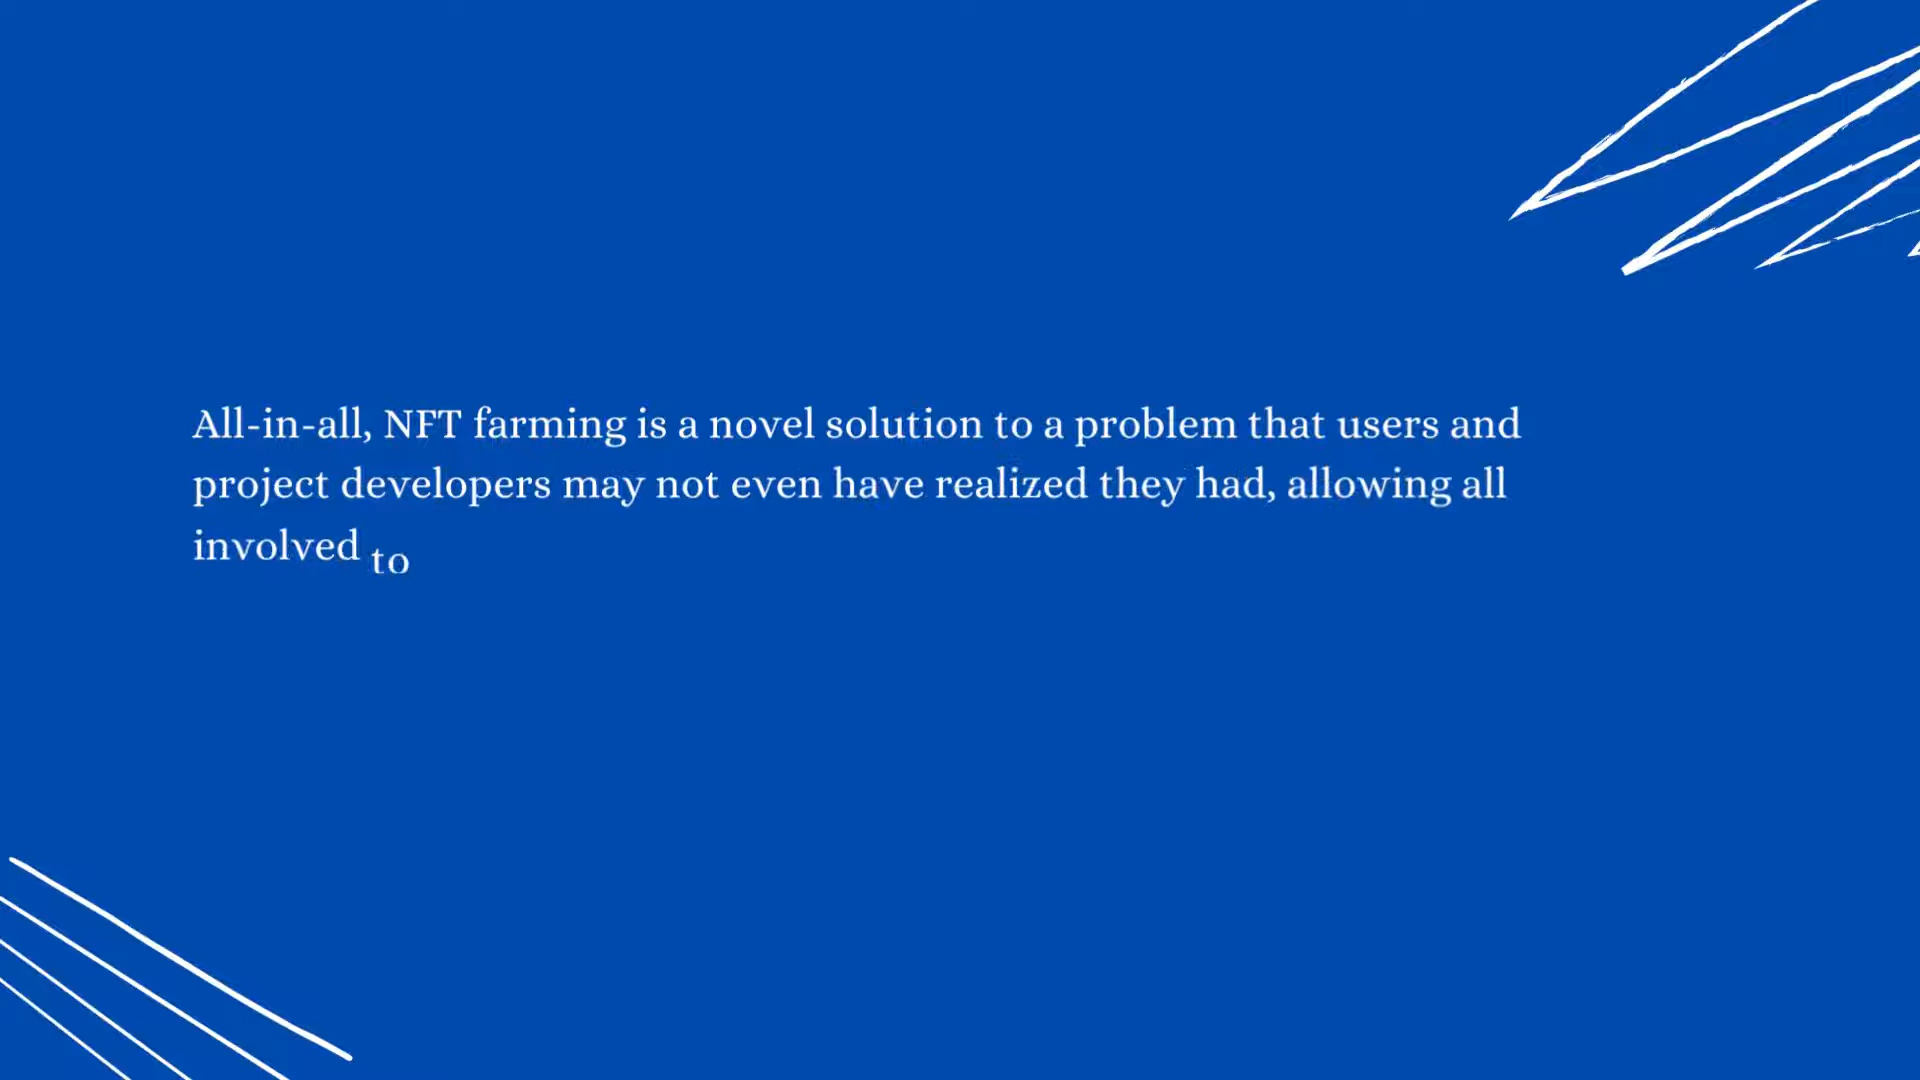 All-in-all, NFT farming is a novel solution to a problem that users and
project developers may not even have realized they had, allowing all
involved to